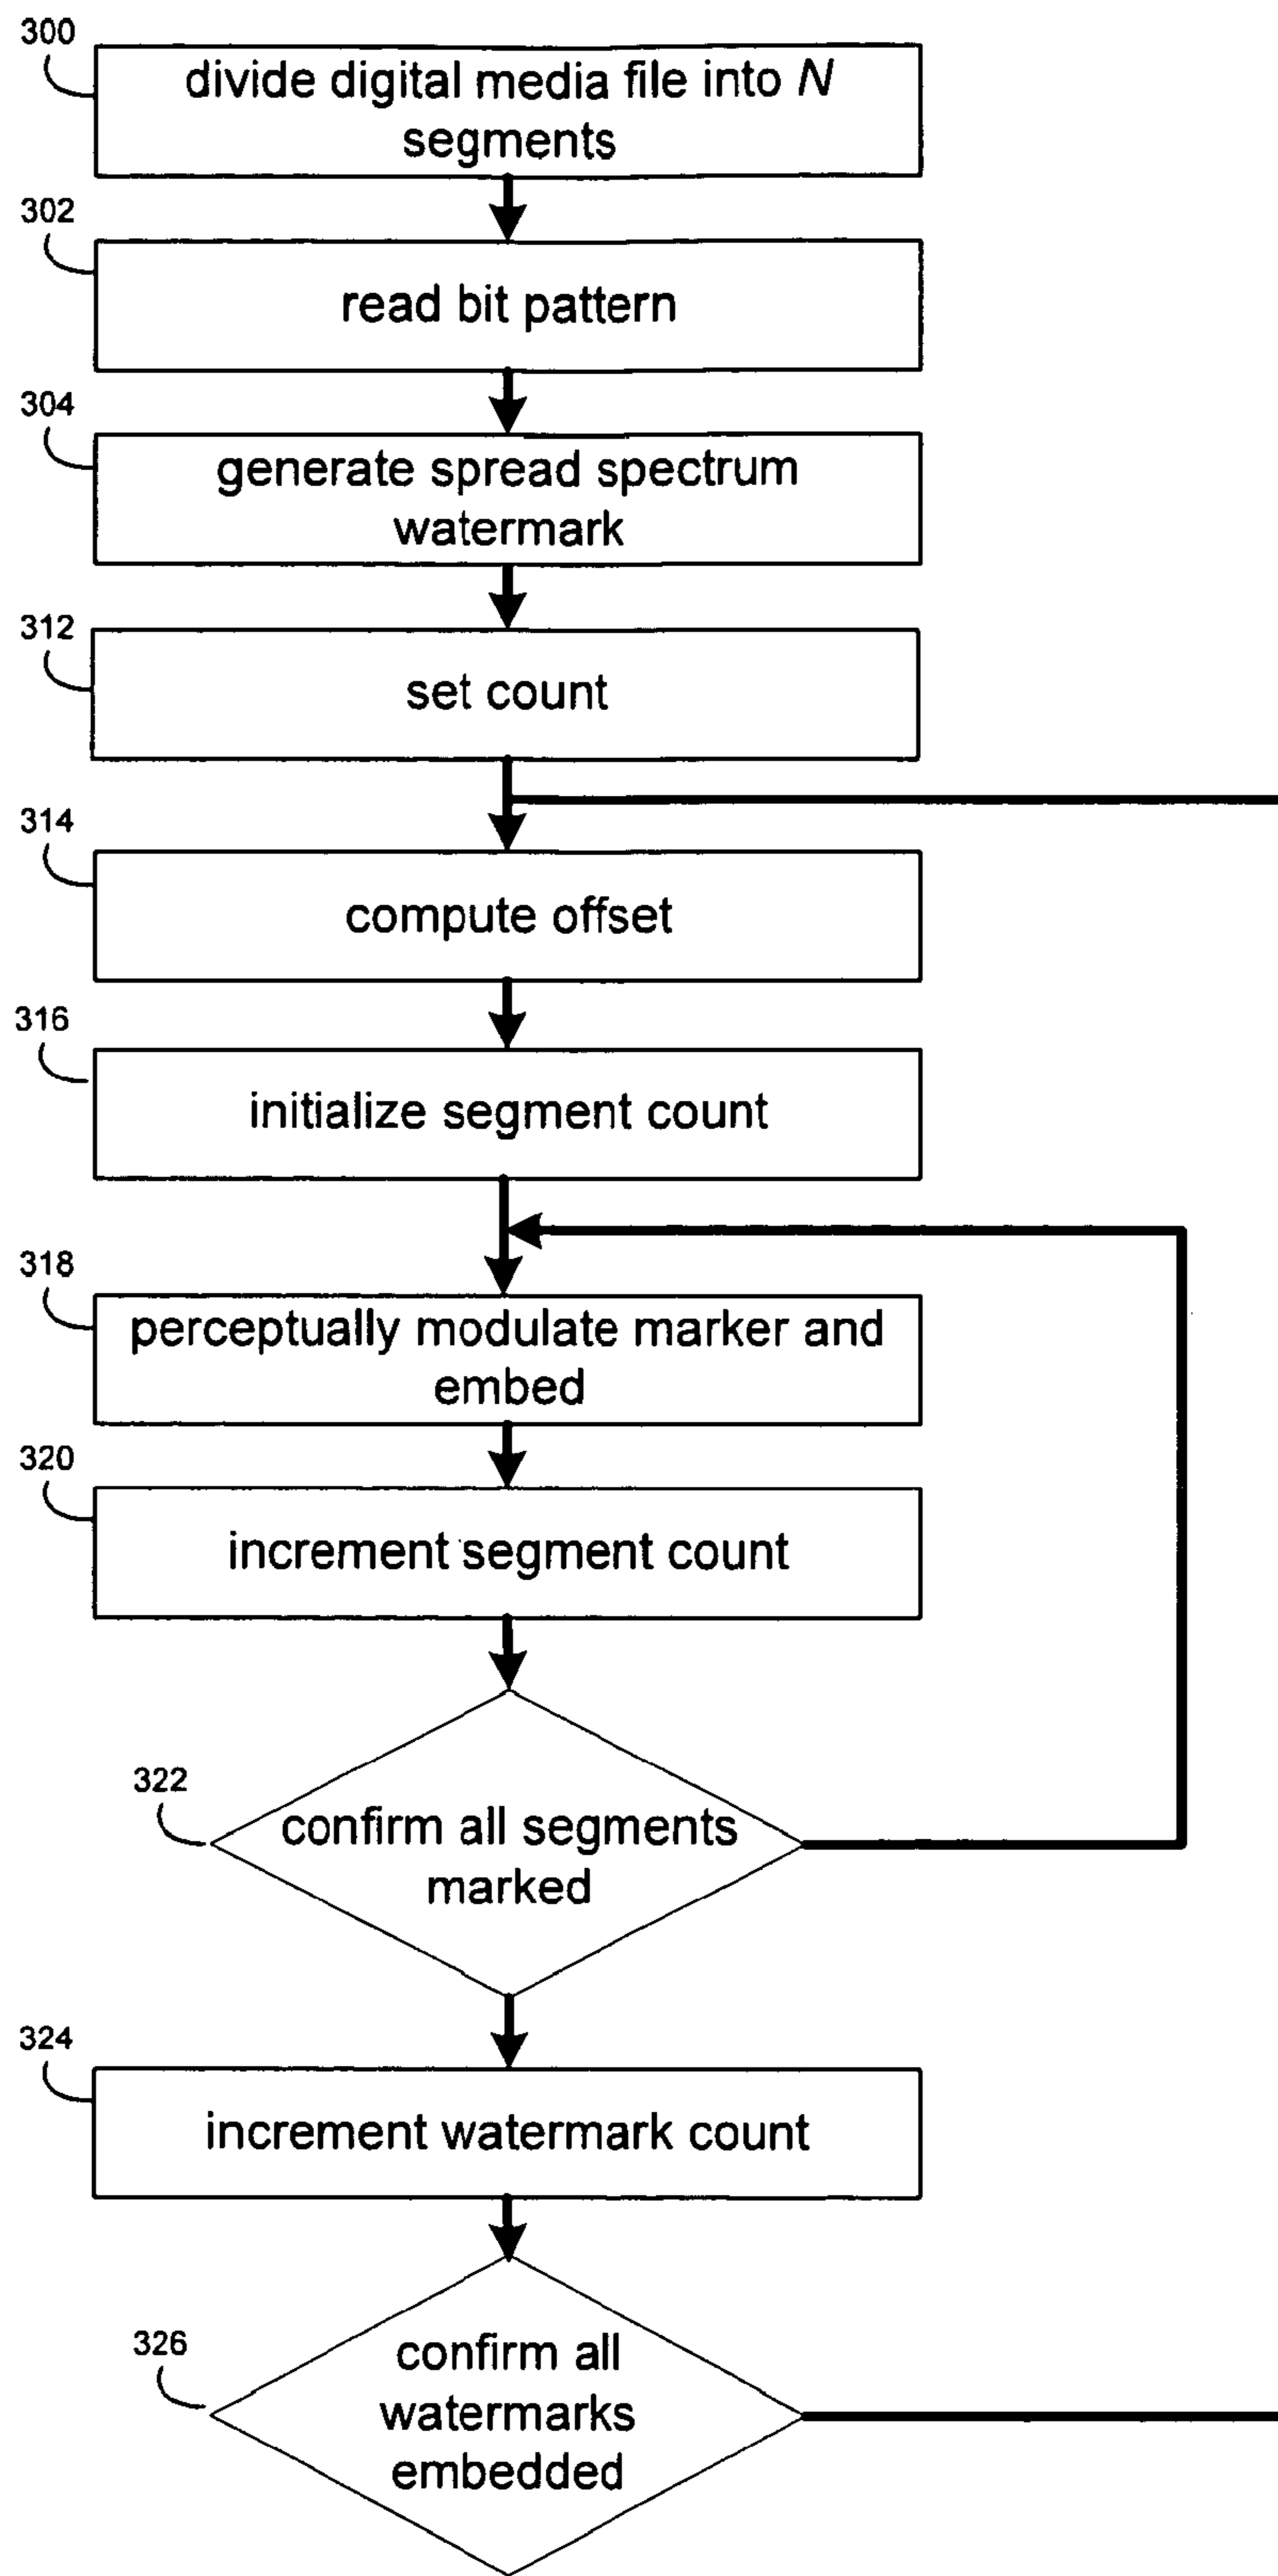 300
divide digital media file into N
segments
302
read bit pattern
304
generate spread spectrum
watermark
312
set count
314
compute offset
316
initialize segment count
318
perceptually modulate marker and
embed
320
increment segment count
322
confirm all segments
marked
324
increment watermark count
326
confirm all
watermarks
embedded